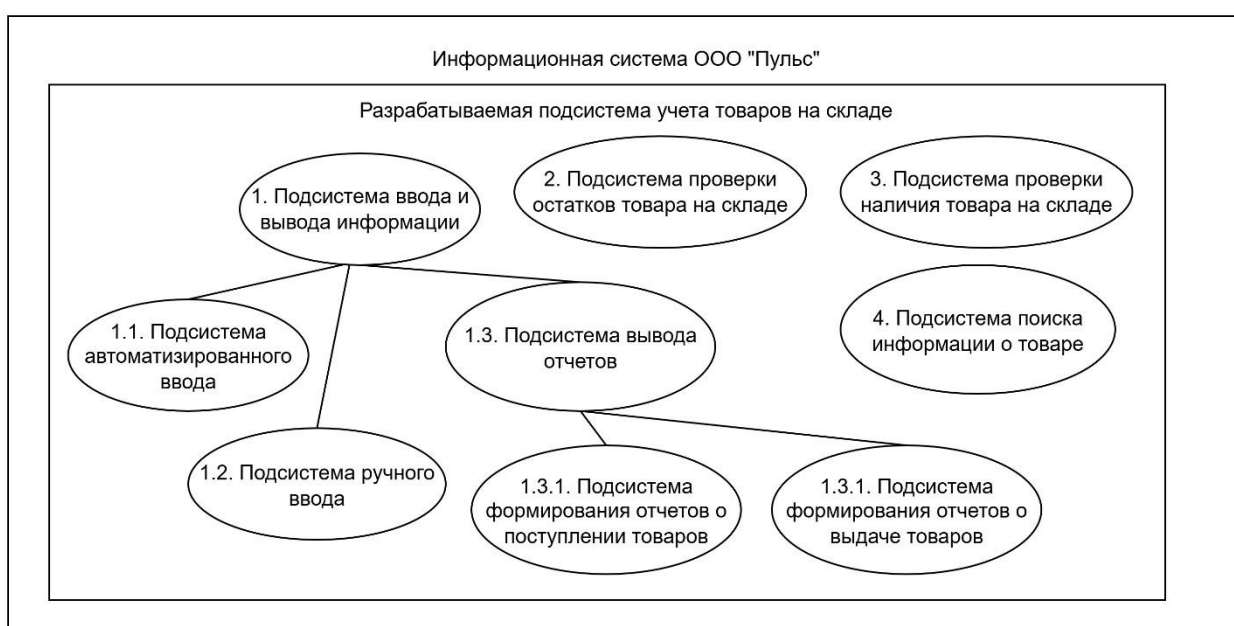 Информационная система ООО "Пульс"
Разрабатываемая подсистема учета товаров на складе
1. Подсистема ввода и
вывода информации
2. Подсистема проверки
остатков товара на складе
3. Подсистема проверки
наличия товара на складе
1.1. Подсистема
автоматизированного
ввода
1.3. Подсистема вывода
отчетов
4. Подсистема поиска
информации о товаре
1.2. Подсистема ручного
ввода
1.3.1. Подсистема
формирования отчетов о
поступлении товаров
1.3.1. Подсистема
формирования отчетов о
выдаче товаров